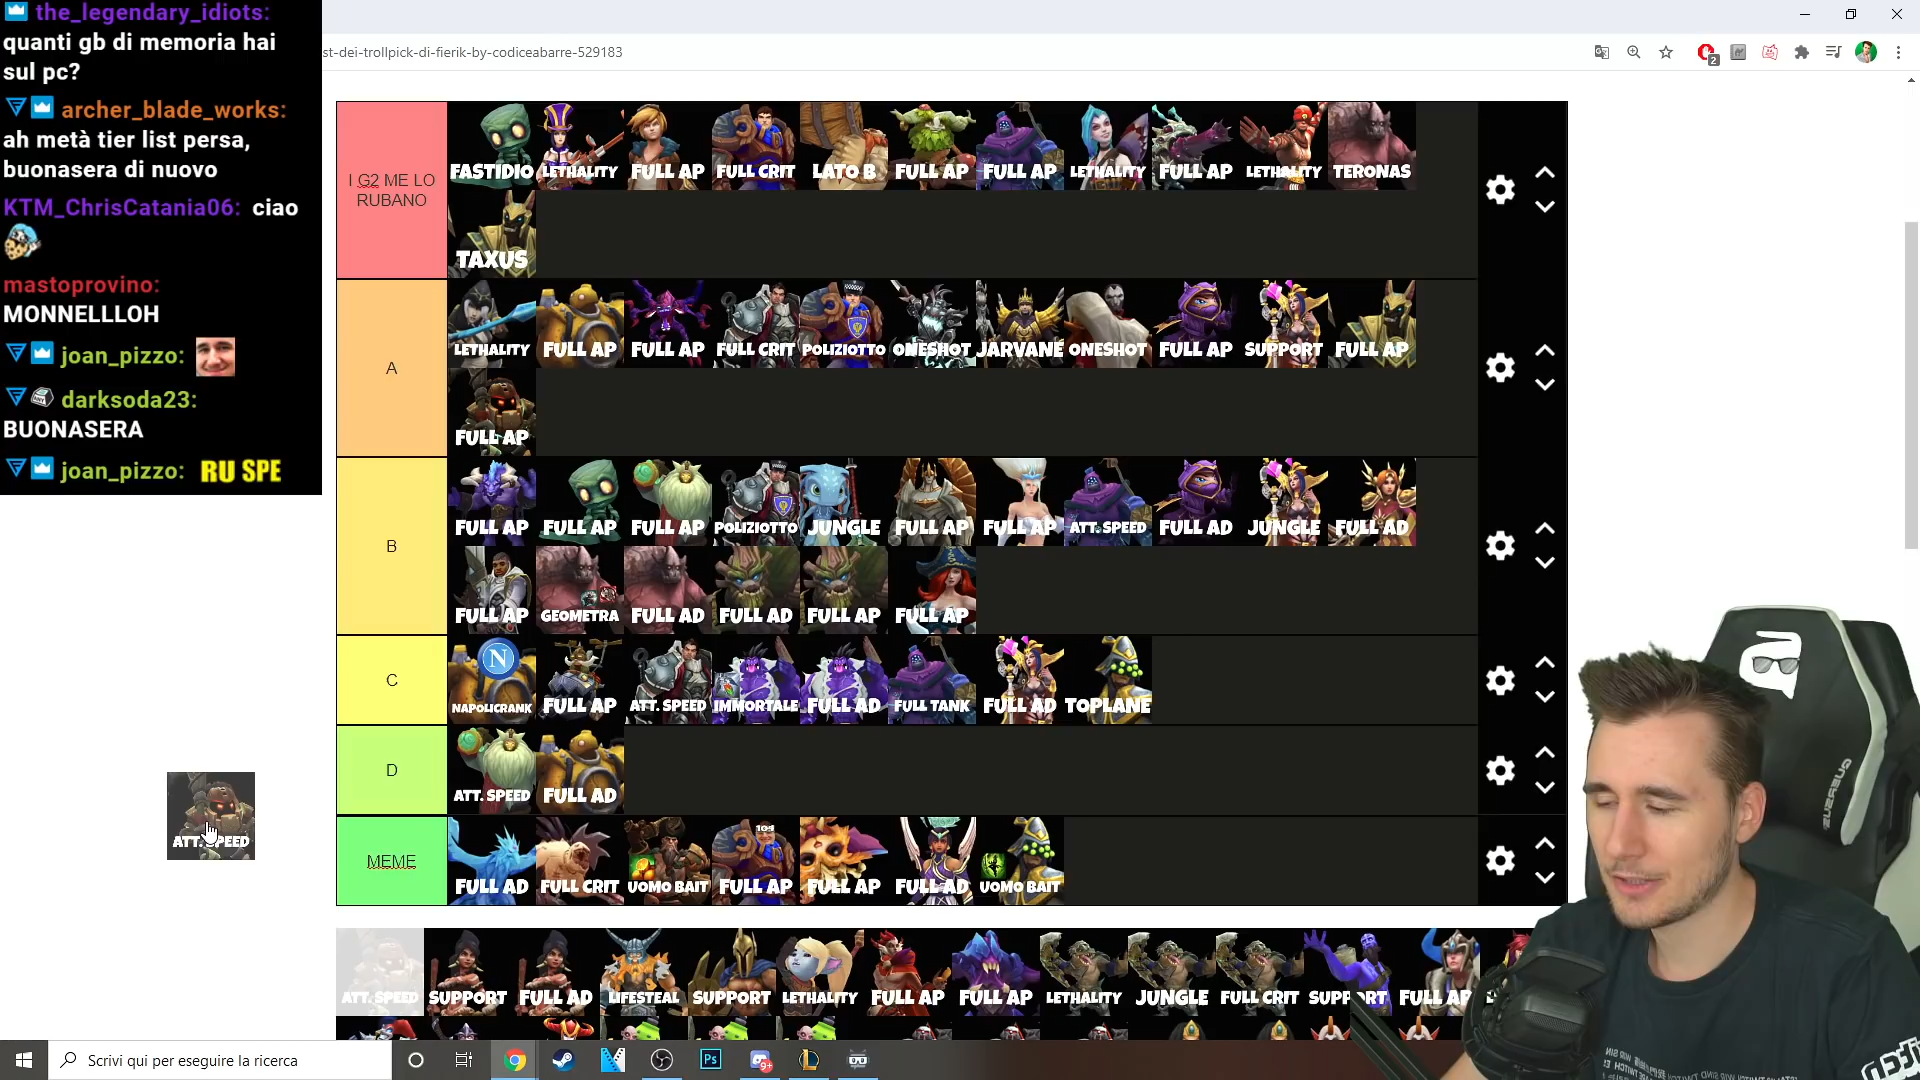 the_legendary_idiots:
quanti gb di memoria hai
sul pc?
archer_blade_works:
ah metà tier list persa,
buonasera di nuovo
KTM_ChrisCatania06: ciao
mastoprovino:
MONNELLLOH
joan_pizzo:
darksoda23:
BUONASERA
joan_pizzo: RU SPE
st-dei-trollpick-di-fierik-by-codiceabarre-529183
2
I G2 ME LO
RUBANO
FASTIDIO LETHALITY FULL AP FULL CRIT LATO B FULL AP FULL AP LETHALITY FULL AP LETHALITY TERONAS
TAXUS
A
LETHALITY FULL AP FULL AP FULL CRIT POLIZIOTTO ONESHOT JARVANE ONESHOT FULL AP SUPPORT FULL AP
FULL AP
B
FULL AP FULL AP FULL AP POLIZIOTTO JUNGLE FULL AP FULL AP ATT. SPEED FULL AD JUNGLE FULL AD
FULL AP GEOMETRA FULL AD FULL AD FULL AP FULL AP
C
N
NAPOLICRANK FULL AP ATT. SPEED IMMORTALE FULL AD FULL TANK FULL AD TOPLANE
D
ATT. SPEED FULL AD
ATT. SPEED
MEME
104
FULL AD FULL CRIT UOMO BAIT FULL AP FULL AP FULL AD UOMO BAIT
ATT. SPEED SUPPORT FULL AD LIFESTEAL SUPPORT LETHALITY FULL AP FULL AP LETHALITY JUNGLE FULL CRIT SUPPORT FULL AP
Scrivi qui per eseguire la ricerca
Ps
9+